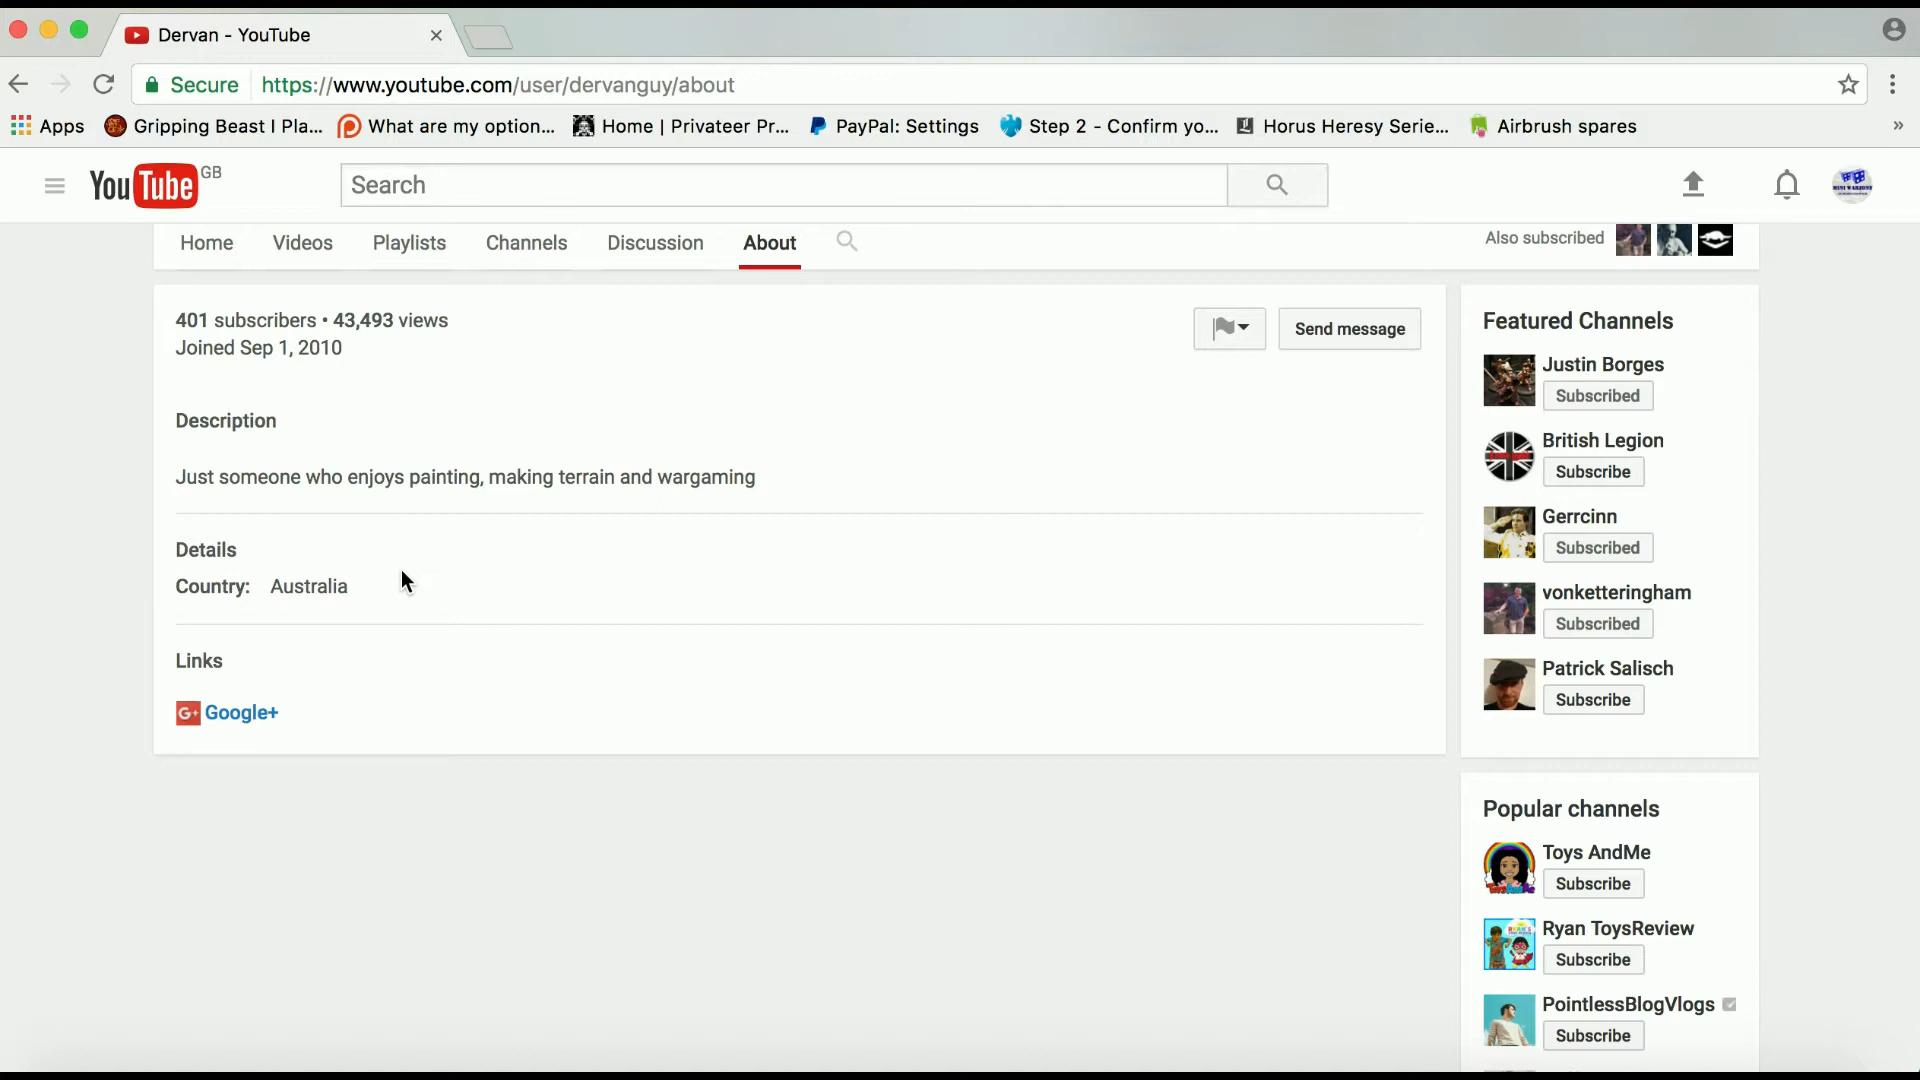 Dervan - YouTube
Secure https://www.youtube.com/user/dervanguy/about
Apps Gripping Beast I Pla... What are my option... Home | Privateer Pr... PayPal: Settings Step 2 - Confirm yo... Horus Heresy Serie... Airbrush spares »
YouTube GB Search
Home Videos Playlists Channels Discussion About Also subscribed
401 subscribers • 43,493 views
Joined Sep 1, 2010
Send message
Description
Just someone who enjoys painting, making terrain and wargaming
Details
Country: Australia
Links
G+ Google+
Featured Channels
Justin Borges
Subscribed
British Legion
Subscribe
Gerrcinn
Subscribed
vonketteringham
Subscribed
Patrick Salisch
Subscribe
Popular channels
Toys AndMe
Subscribe
Ryan ToysReview
Subscribe
PointlessBlogVlogs
Subscribe